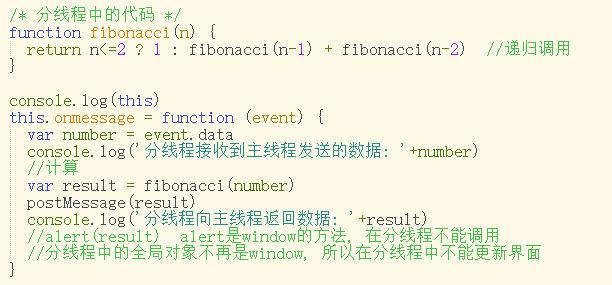 /* 分线程中的代码 */
function fibonacci(n) {
  return n<=2 ? 1 : fibonacci(n-1) + fibonacci(n-2)  //递归调用
}

console.log(this)
this.onmessage = function (event) {
  var number = event.data
  console.log('分线程接收到主线程发送的数据: '+number)
  //计算
  var result = fibonacci(number)
  postMessage(result)
  console.log('分线程向主线程返回数据: '+result)
  //alert(result)  alert是window的方法, 在分线程不能调用
  //分线程中的全局对象不再是window, 所以在分线程中不能更新界面
}